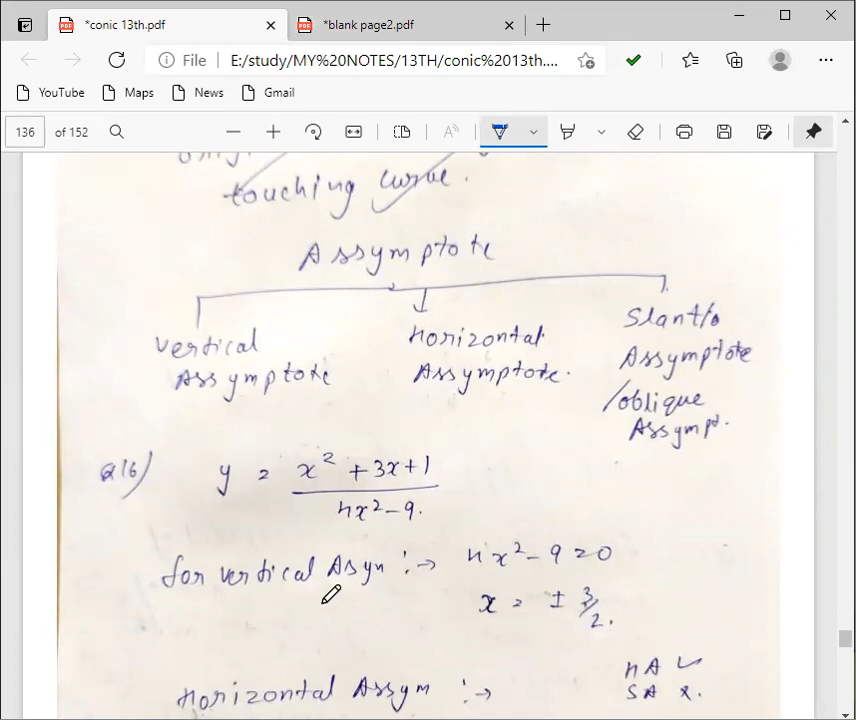 *conic 13th.pdf
*blank page2.pdf
File E:/study/MY%20NOTES/13TH/conic%2013th....
YouTube Maps News Gmail
136 of 152
only.
touching curve.
Assymptote
vertical Assymptote
Horizontal Assymptote.
Slant/o Assymptote /oblique Assympt.
Q16) y = x² + 3x + 1 / 4x² - 9.
for vertical Asyn :→ 4x² - 9 = 0
x = ± 3/2.
Horizontal Assym :→
HA ✓
SA x.